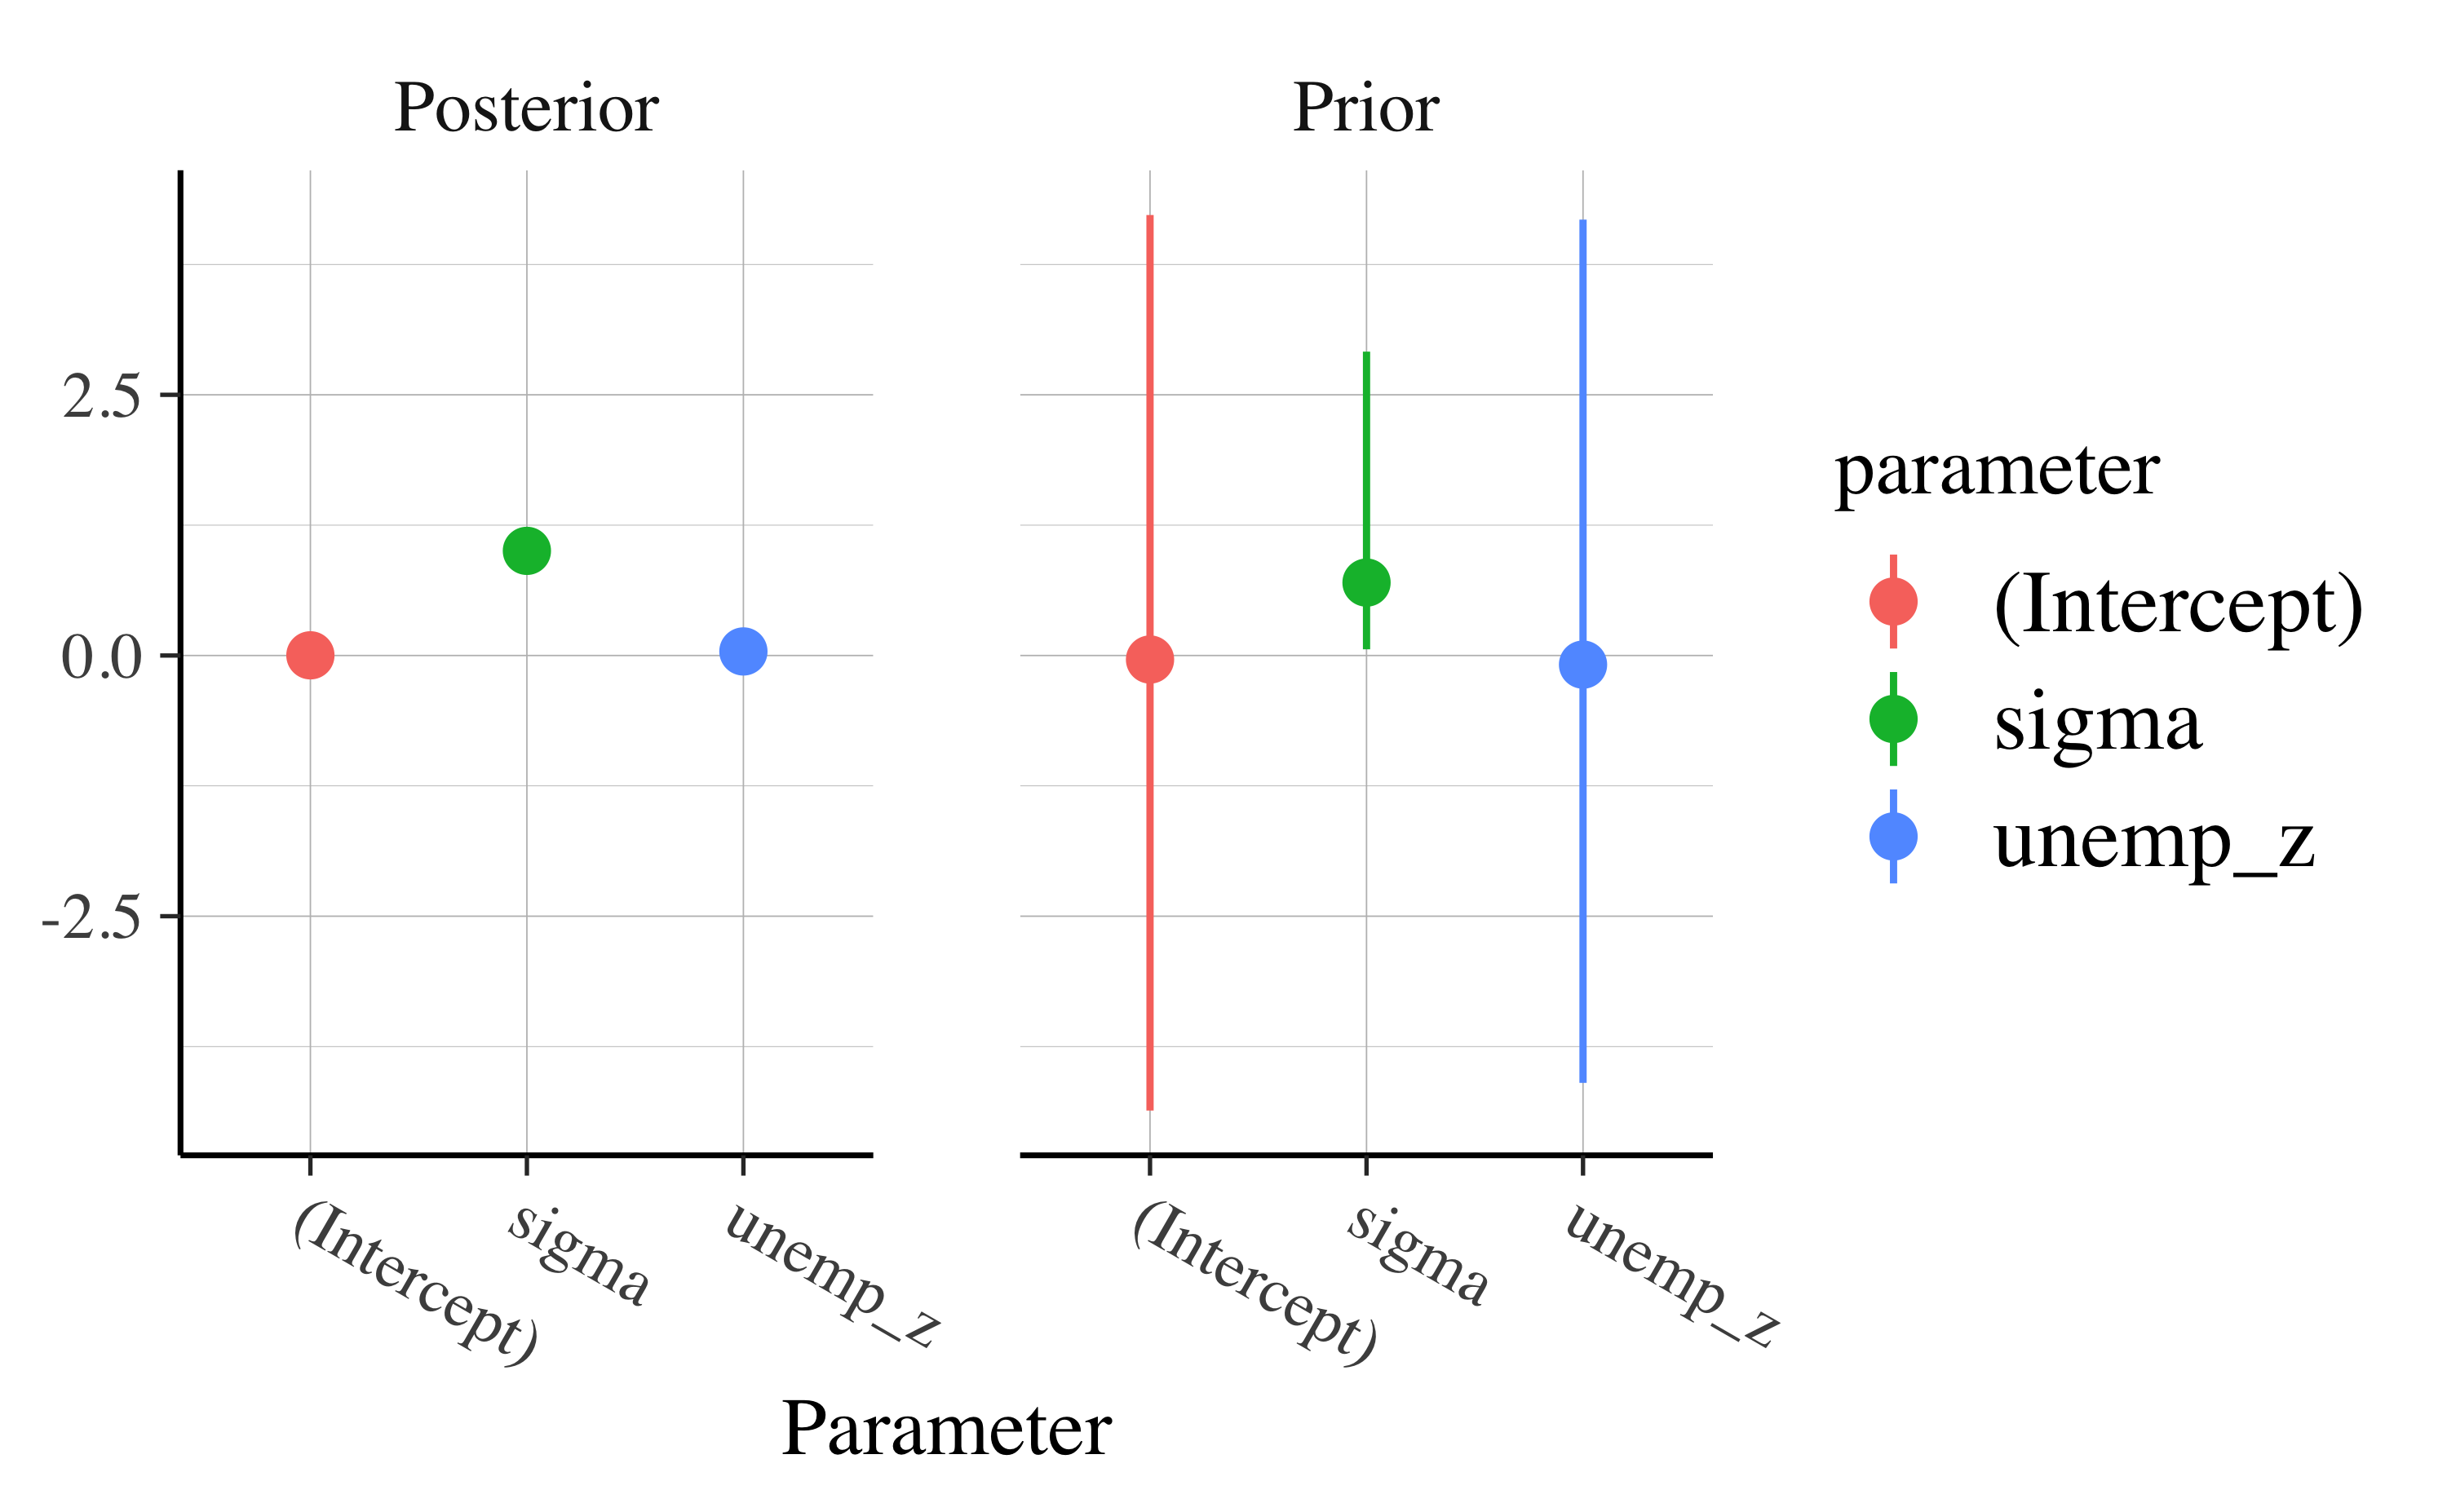 Posterior
Prior
2.5
0.0
-2.5
(Intercept)
sigma
unemp_z
(Intercept)
sigma
unemp_z
Parameter
parameter
(Intercept)
sigma
unemp_z